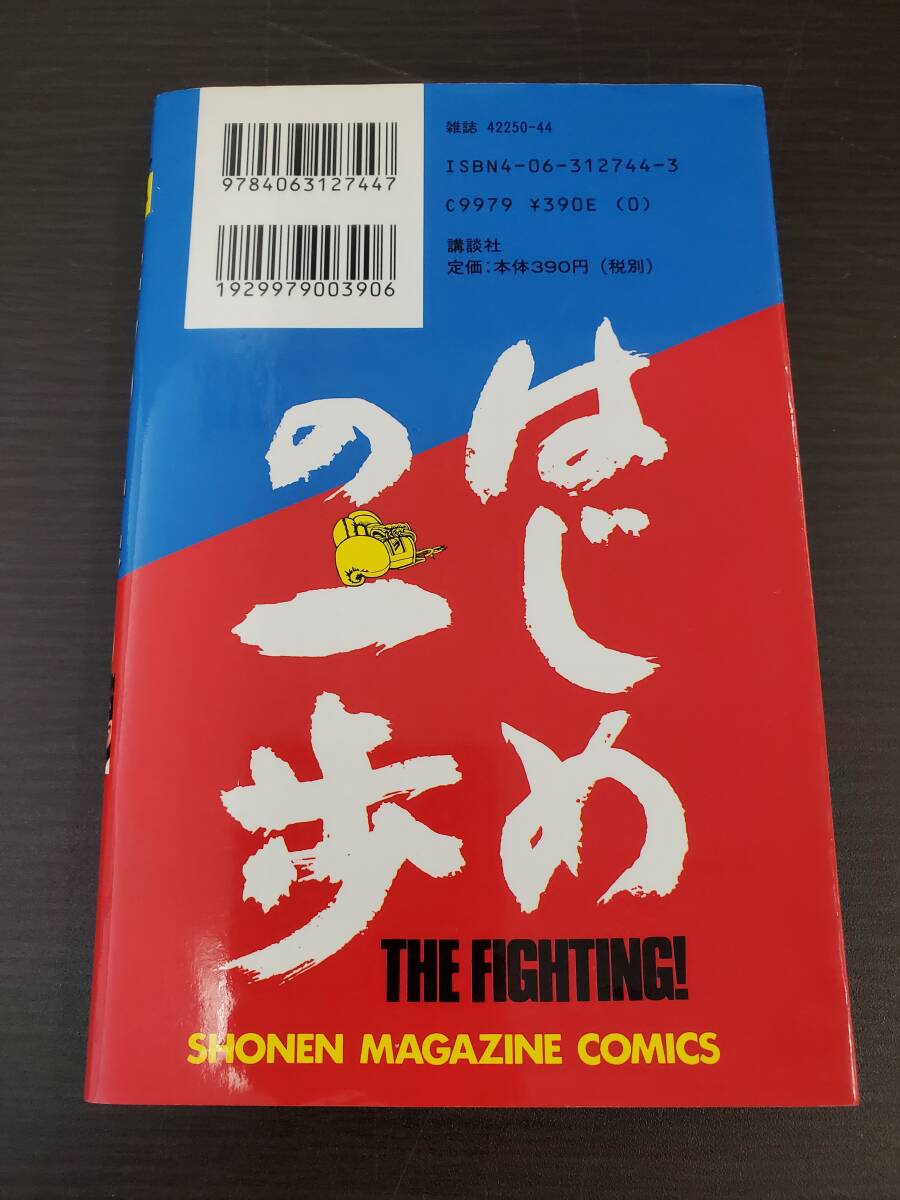 9784063127447
1929979003906
雑誌 42250-44
ISBN4-06-312744-3
C9979 ¥390E (0)
講談社
定価:本体390円(税別)
はじめ
の一歩
THE FIGHTING!
SHONEN MAGAZINE COMICS